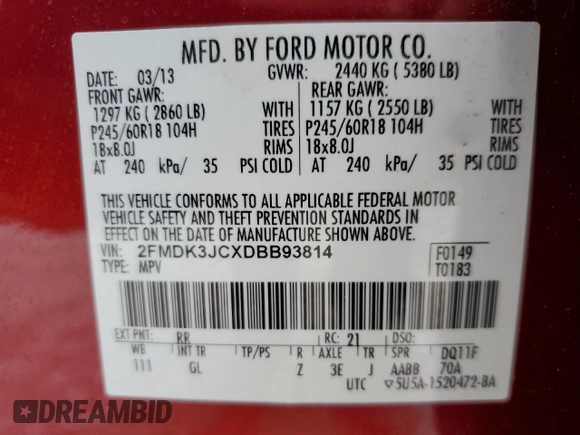 MFD. BY FORD MOTOR CO.
DATE: 03/13 GVWR: 2440 KG ( 5380 LB)
FRONT GAWR: REAR GAWR:
1297 KG ( 2860 LB) WITH 1157 KG ( 2550 LB) WITH
P245/60R18 104H TIRES P245/60R18 104H TIRES
18x8.0J RIMS 18x8.0J RIMS
AT 240 kPa/ 35 PSI COLD AT 240 kPa/ 35 PSI COLD
THIS VEHICLE CONFORMS TO ALL APPLICABLE FEDERAL MOTOR
VEHICLE SAFETY AND THEFT PREVENTION STANDARDS IN
EFFECT ON THE DATE OF MANUFACTURE SHOWN ABOVE.
VIN: 2FMDK3JCXDBB93814 F0149
TYPE: MPV T0183
EXT PNT: RR RC: 21 DSO:
WB INT TR TP/PS R AXLE TR SPR DQ11F
111 GL Z 3E J AABB 70A
UTC 5U5A-1520472-BA
DREAMBID